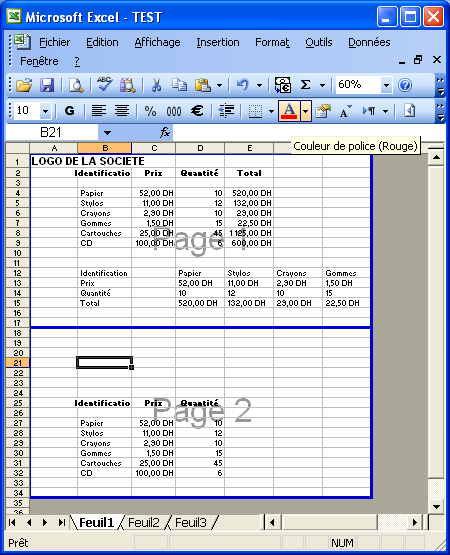 Microsoft Excel - TEST
Fichier Edition Affichage Insertion Format Outils Données
Fenêtre ?
ABC Σ 60%
10 G % 000 € A A ¶
B21 fx
Couleur de police (Rouge)
A B C D E F
1 LOGO DE LA SOCIETE
2 Identificatio Prix Quantité Total
3
4 Papier 52,00 DH 10 520,00 DH
5 Stylos 11,00 DH 12 132,00 DH
6 Crayons 2,90 DH 10 29,00 DH
7 Gommes 1,50 DH 15 22,50 DH
8 Cartouches 25,00 DH 45 1125,00 DH
9 CD 100,00 DH 6 600,00 DH
Page 1
10
11
12 Identification Papier Stylos Crayons Gommes
13 Prix 52,00 DH 11,00 DH 2,90 DH 1,50 DH
14 Quantité 10 12 10 15
15 Total 520,00 DH 132,00 DH 29,00 DH 22,50 DH
16
17
18
19
20
21
22
23
24
25 Identificatio Prix Quantité
26
Page 2
27 Papier 52,00 DH 10
28 Stylos 11,00 DH 12
29 Crayons 2,90 DH 10
30 Gommes 1,50 DH 15
31 Cartouches 25,00 DH 45
32 CD 100,00 DH 6
33
34
35
36
Feuil1 Feuil2 Feuil3
Prêt NUM